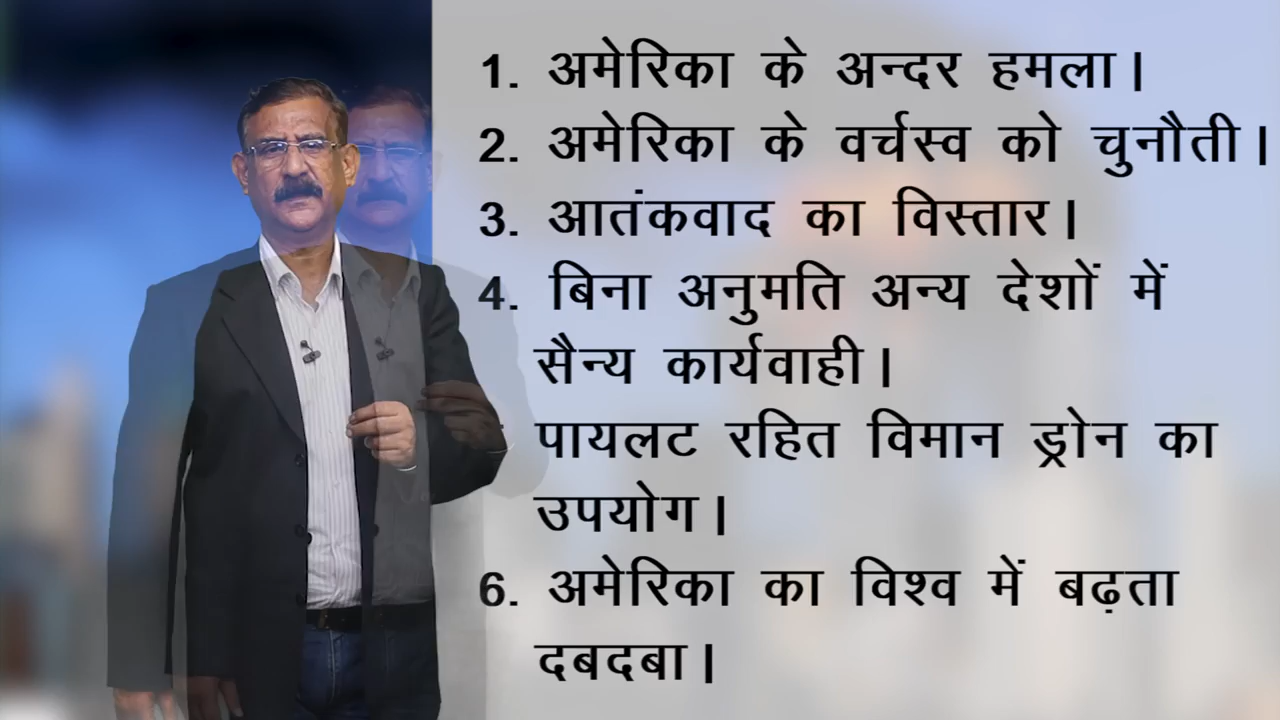 1. अमेरिका के अन्दर हमला।
2. अमेरिका के वर्चस्व को चुनौती।
3. आतंकवाद का विस्तार।
4. बिना अनुमति अन्य देशों में
सैन्य कार्यवाही।
पायलट रहित विमान ड्रोन का
उपयोग।
6. अमेरिका का विश्व में बढ़ता
दबदबा।